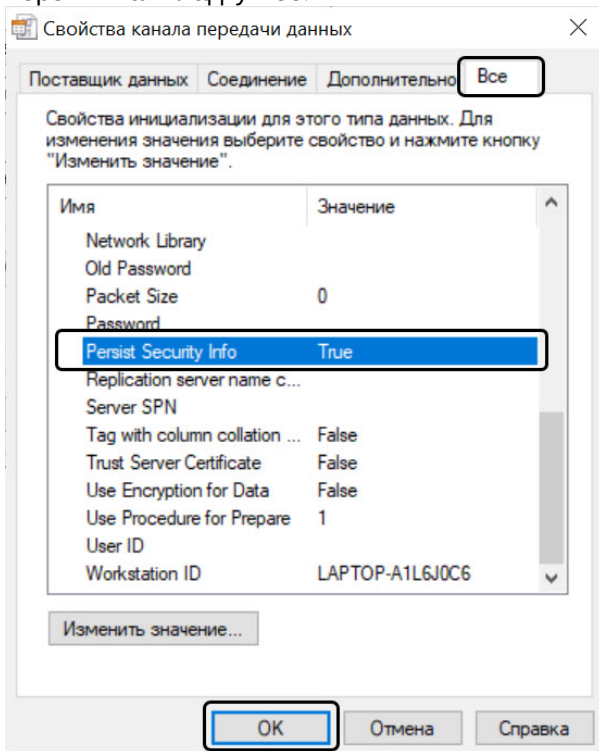 Свойства канала передачи данных
Поставщик данных Соединение Дополнительно Все
Свойства инициализации для этого типа данных. Для
изменения значения выберите свойство и нажмите кнопку
"Изменить значение".
Имя Значение
Network Library
Old Password
Packet Size 0
Password
Persist Security Info True
Replication server name c...
Server SPN
Tag with column collation ... False
Trust Server Certificate False
Use Encryption for Data False
Use Procedure for Prepare 1
User ID
Workstation ID LAPTOP-A1L6J0C6
Изменить значение...
OK Отмена Справка